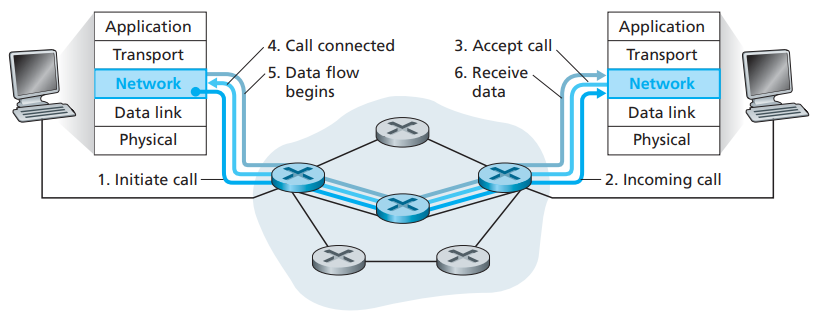 Application
Transport
Network
Data link
Physical
4. Call connected
5. Data flow
begins
1. Initiate call
3. Accept call
6. Receive
data
2. Incoming call
Application
Transport
Network
Data link
Physical